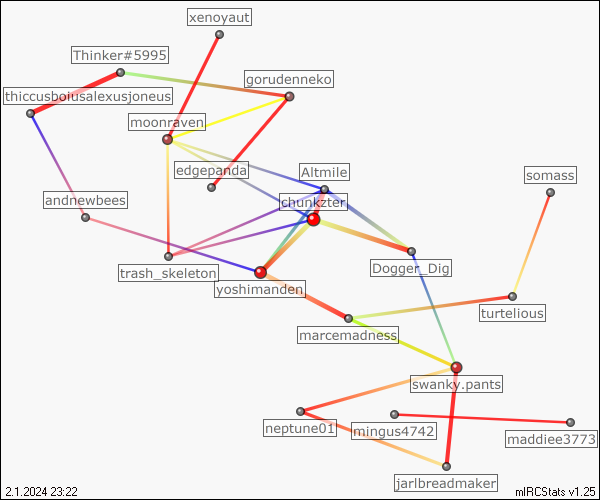 xenoyaut
Thinker#5995
gorudenneko
thiccusboiusalexusjoneus
moonraven
edgepanda
Altmile
somass
andnewbees
chunkzter
trash_skeleton
Dogger_Dig
yoshimanden
turtelious
marcemadness
swanky.pants
neptune01
mingus4742
maddiee3773
jarlbreadmaker
2.1.2024 23:22
mIRCStats v1.25